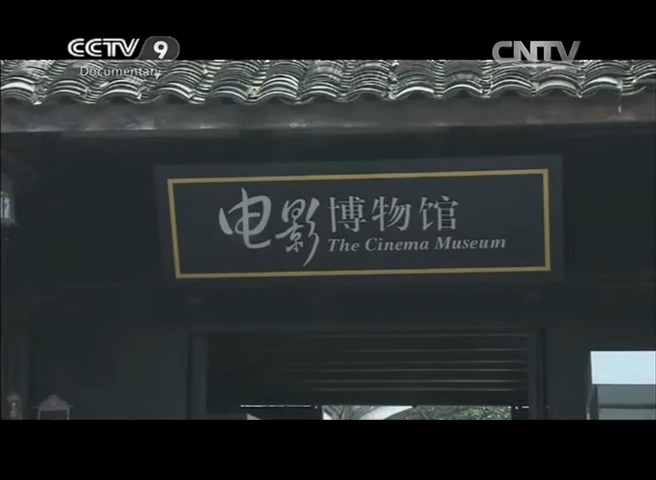 CCTV 9
Documentary
CNTV
电影博物馆
The Cinema Museum